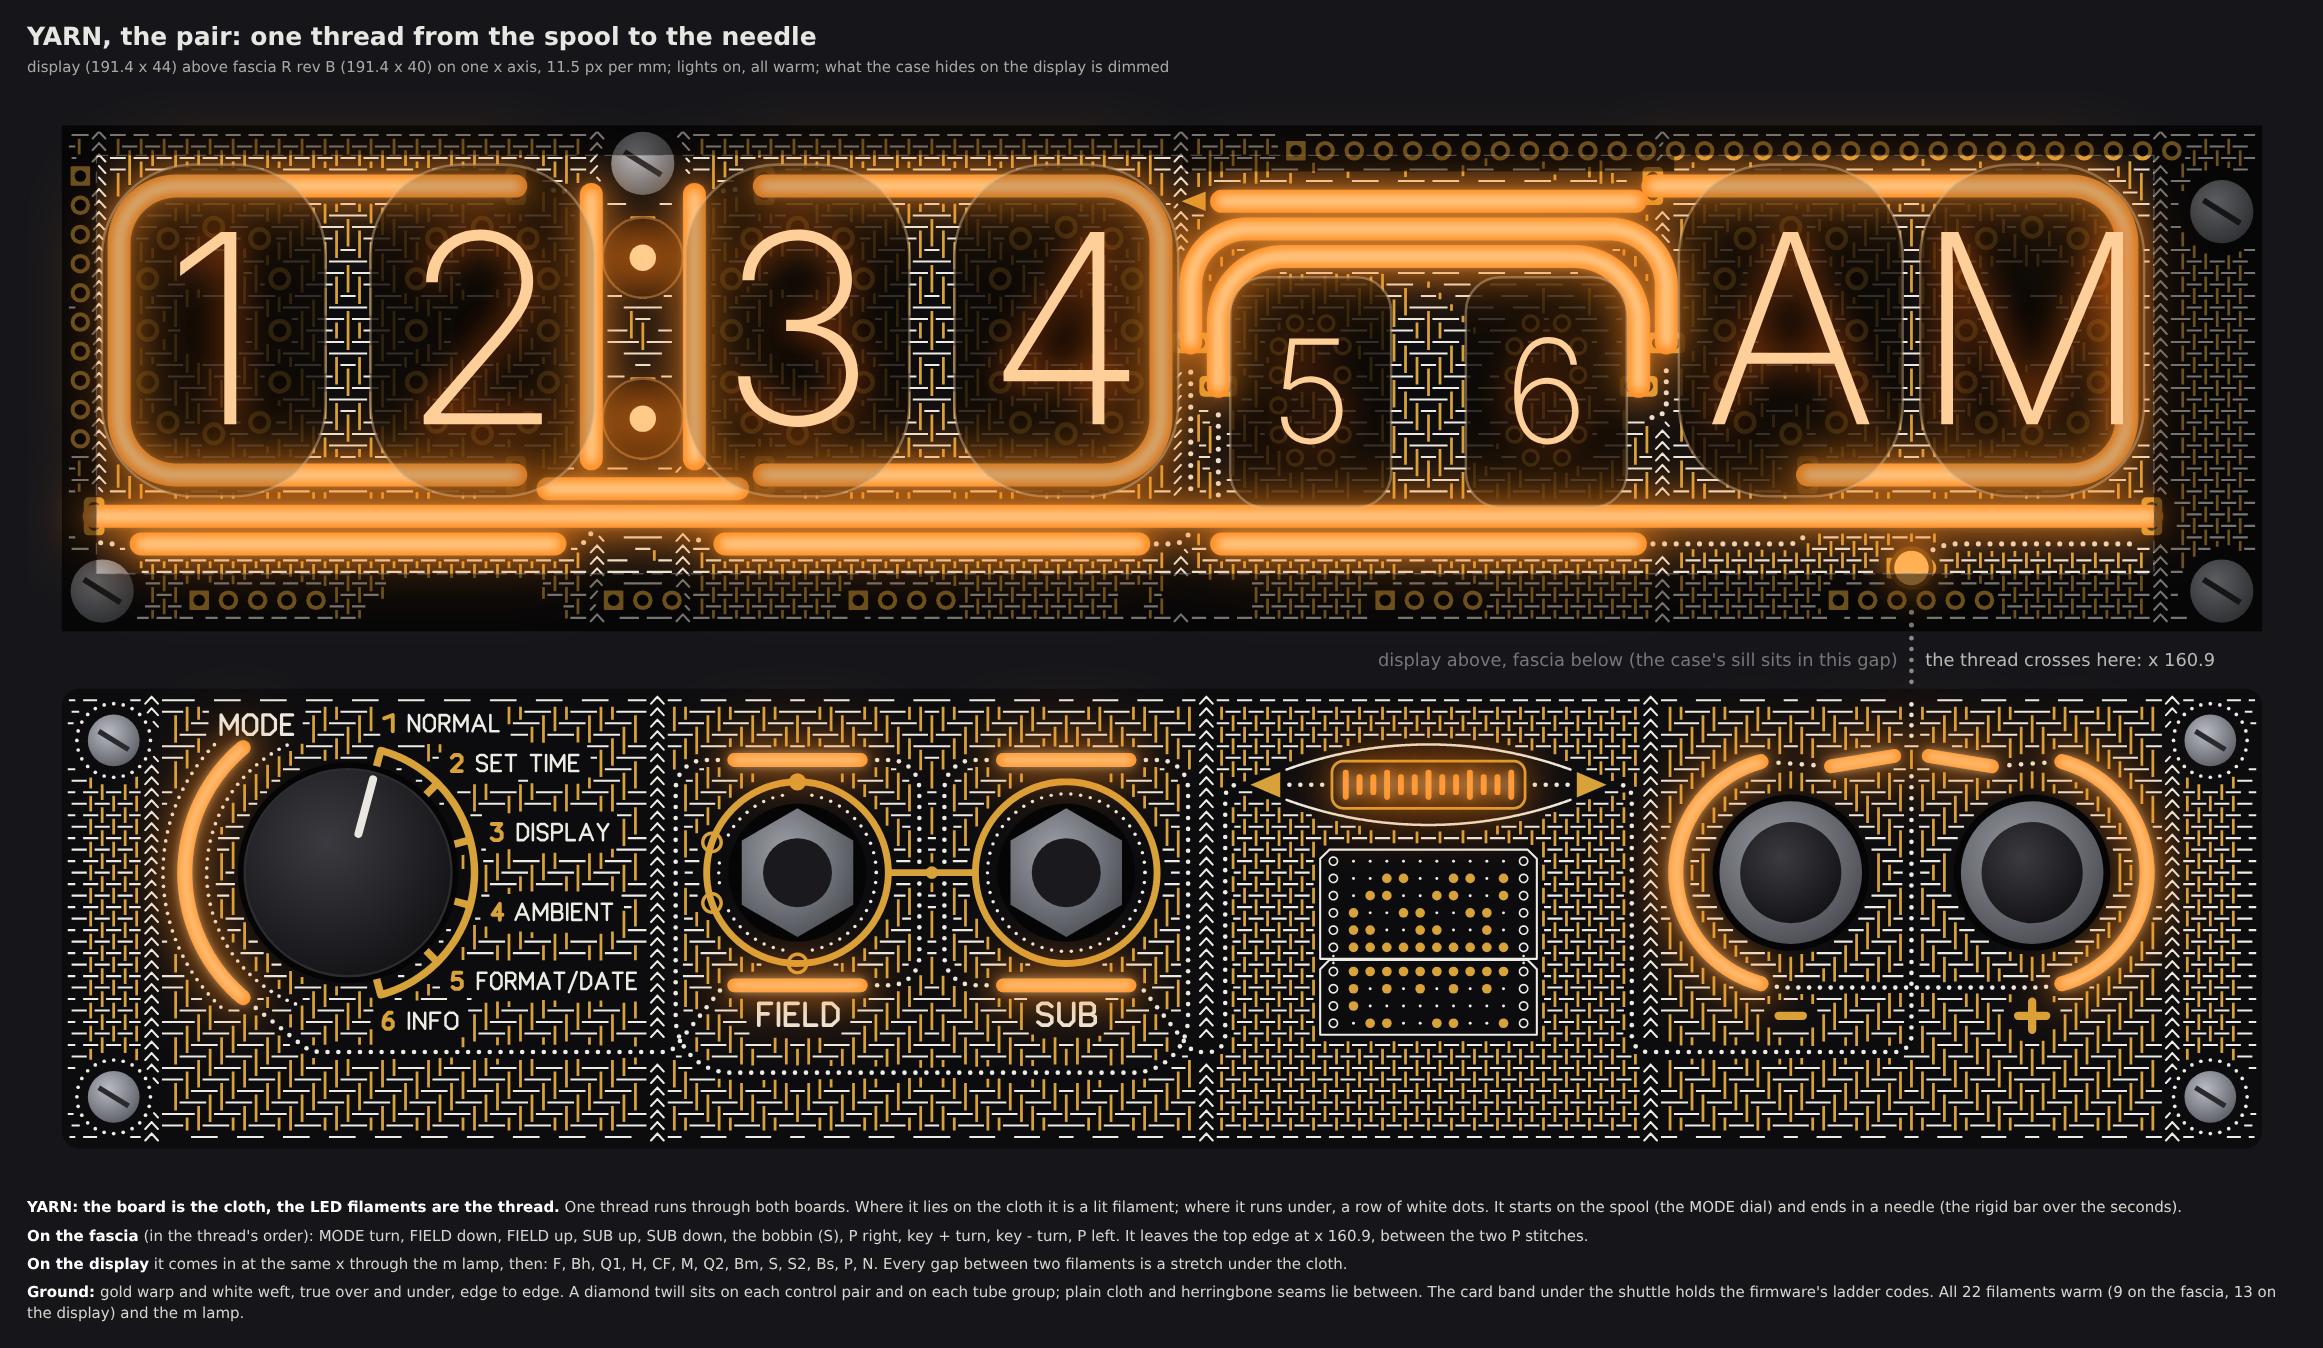 YARN, the pair: one thread from the spool to the needle
display (191.4 x 44) above fascia R rev B (191.4 x 40) on one x axis, 11.5 px per mm; lights on, all warm; what the case hides on the display is dimmed
12:34 56 AM
display above, fascia below (the case's sill sits in this gap) the thread crosses here: x 160.9
MODE
1 NORMAL
2 SET TIME
3 DISPLAY
4 AMBIENT
5 FORMAT/DATE
6 INFO
FIELD
SUB
- +
YARN: the board is the cloth, the LED filaments are the thread. One thread runs through both boards. Where it lies on the cloth it is a lit filament; where it runs under, a row of white dots. It starts on the spool (the MODE dial) and ends in a needle (the rigid bar over the seconds).
On the fascia (in the thread's order): MODE turn, FIELD down, FIELD up, SUB up, SUB down, the bobbin (S), P right, key + turn, key - turn, P left. It leaves the top edge at x 160.9, between the two P stitches.
On the display it comes in at the same x through the m lamp, then: F, Bh, Q1, H, CF, M, Q2, Bm, S, S2, Bs, P, N. Every gap between two filaments is a stretch under the cloth.
Ground: gold warp and white weft, true over and under, edge to edge. A diamond twill sits on each control pair and on each tube group; plain cloth and herringbone seams lie between. The card band under the shuttle holds the firmware's ladder codes. All 22 filaments warm (9 on the fascia, 13 on
the display) and the m lamp.